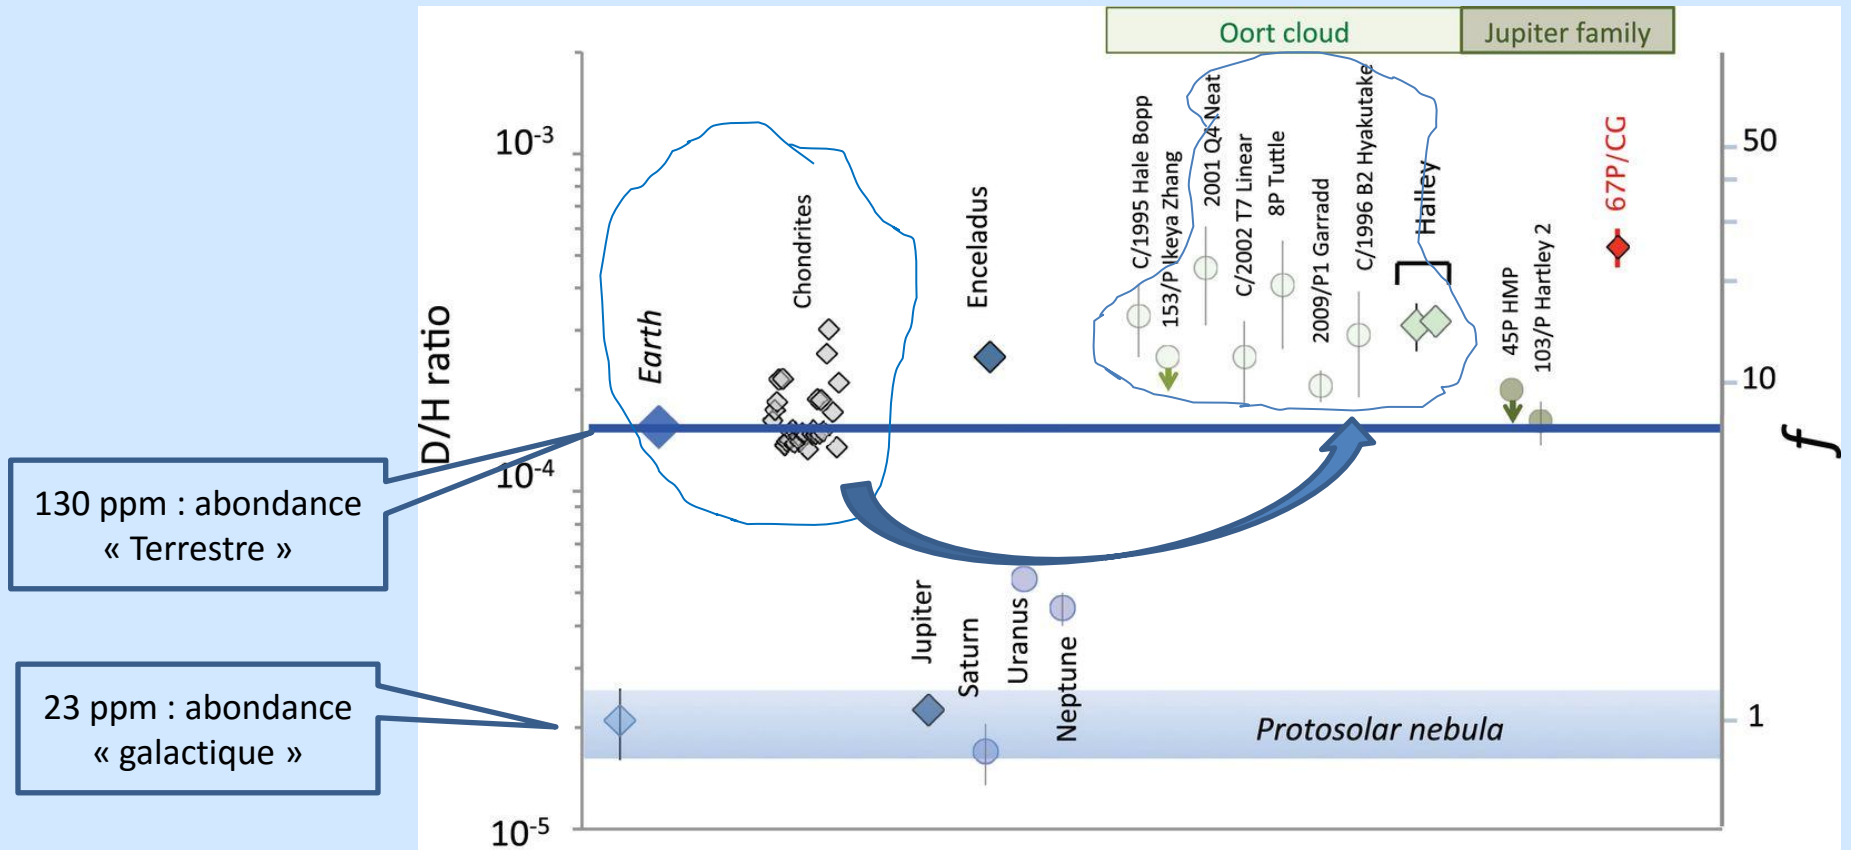 Oort cloud
Jupiter family
D/H ratio
10-3
10-4
10-5
50
10
1
f
Earth
Chondrites
Enceladus
C/1995 Hale Bopp
153/P Ikeya Zhang
2001 Q4 Neat
C/2002 T7 Linear
8P Tuttle
2009/P1 Garradd
C/1996 B2 Hyakutake
Halley
45P HMP
103/P Hartley 2
67P/CG
130 ppm : abondance
« Terrestre »
Jupiter
Saturn
Uranus
Neptune
23 ppm : abondance
« galactique »
Protosolar nebula